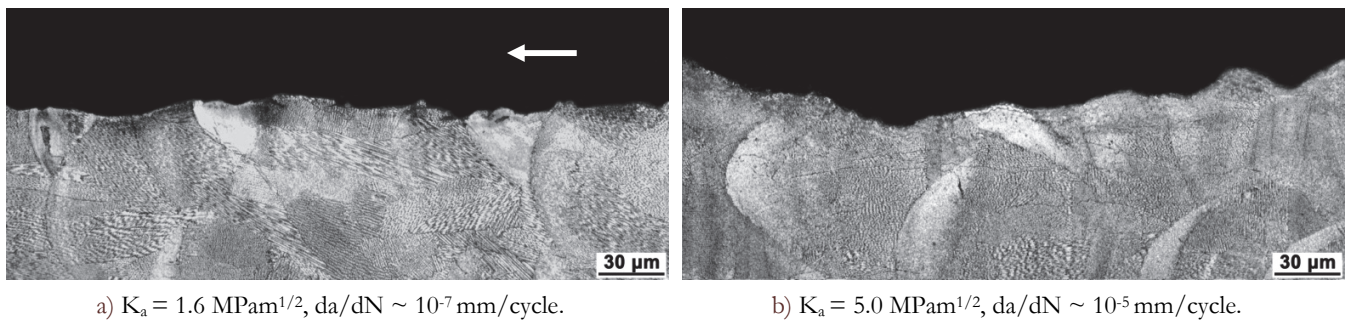 30 µm
30 µm
a) Kₐ = 1.6 MPam¹/², da/dN ~ 10⁻⁷ mm/cycle.
b) Kₐ = 5.0 MPam¹/², da/dN ~ 10⁻⁵ mm/cycle.